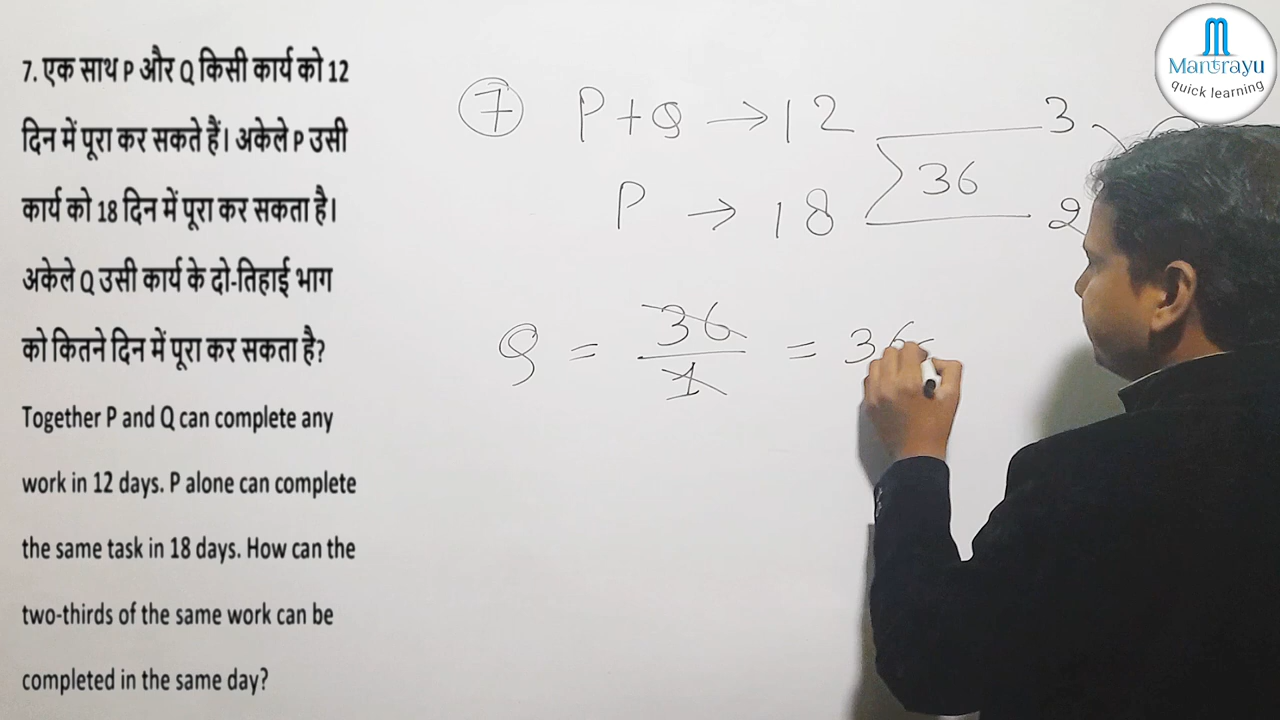 7. एक साथ P और Q किसी कार्य को 12
दिन में पूरा कर सकते हैं। अकेले P उसी
कार्य को 18 दिन में पूरा कर सकता है।
अकेले Q उसी कार्य के दो-तिहाई भाग
को कितने दिन में पूरा कर सकता है?
Together P and Q can complete any
work in 12 days. P alone can complete
the same task in 18 days. How can the
two-thirds of the same work can be
completed in the same day?
7 P+Q → 12 36 3
P → 18 2
Q = 36/1 = 36
Mantrayu
quick learning